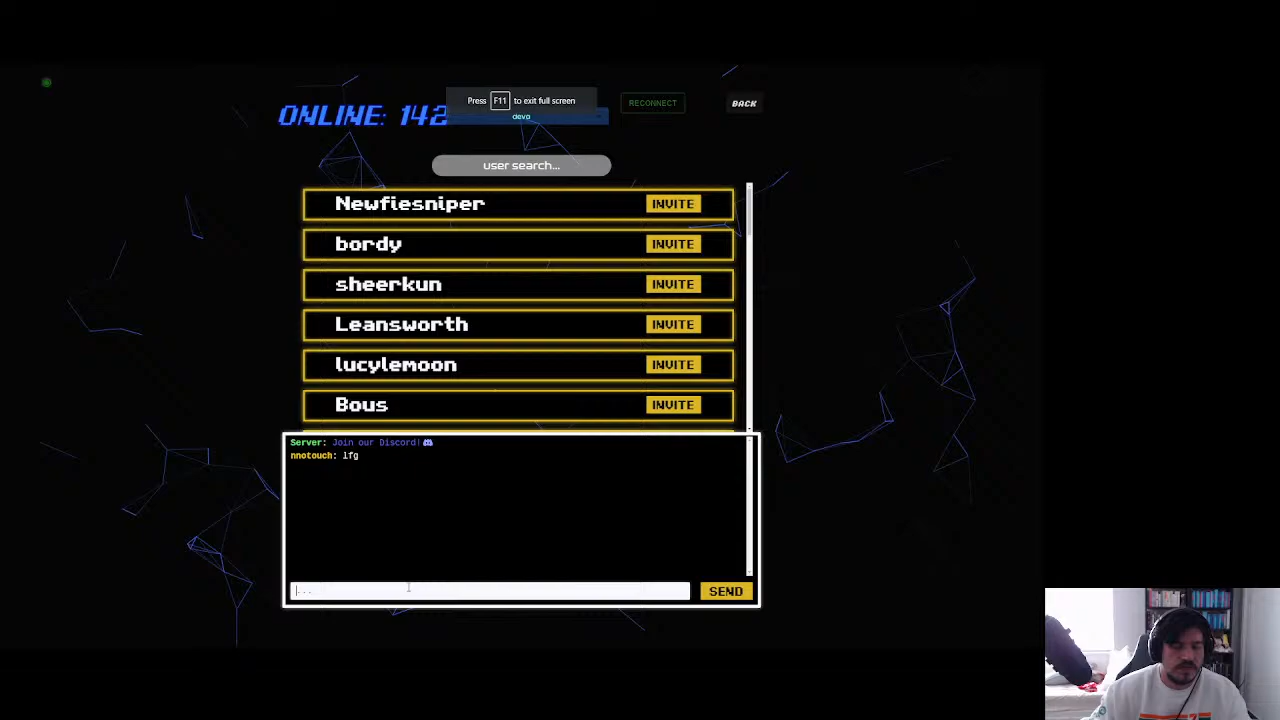 Press F11 to exit full screen
ONLINE: 142
devo
RECONNECT
BACK
user search...
Newfiesniper INVITE
bordy INVITE
sheerkun INVITE
Leansworth INVITE
lucylemoon INVITE
Bous INVITE
Server: Join our Discord!
nnotouch: lfg
... SEND